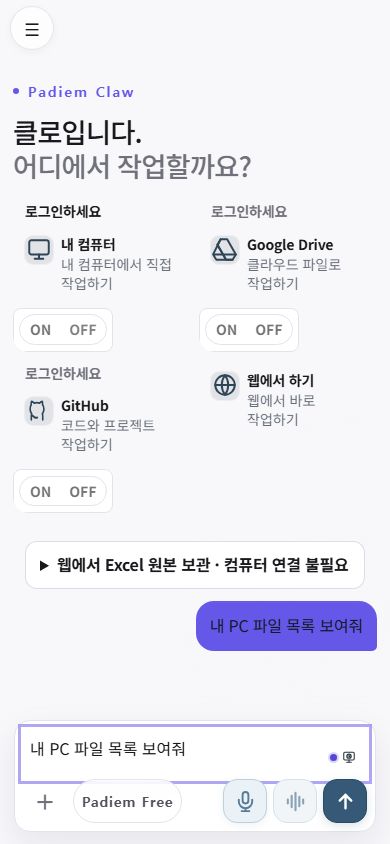 Padiem Claw
클로입니다.
어디에서 작업할까요?
로그인하세요
내 컴퓨터
내 컴퓨터에서 직접
작업하기
ON OFF
로그인하세요
Google Drive
클라우드 파일로
작업하기
ON OFF
로그인하세요
GitHub
코드와 프로젝트
작업하기
ON OFF
웹에서 하기
웹에서 바로
작업하기
웹에서 Excel 원본 보관 · 컴퓨터 연결 불필요
내 PC 파일 목록 보여줘
내 PC 파일 목록 보여줘
Padiem Free